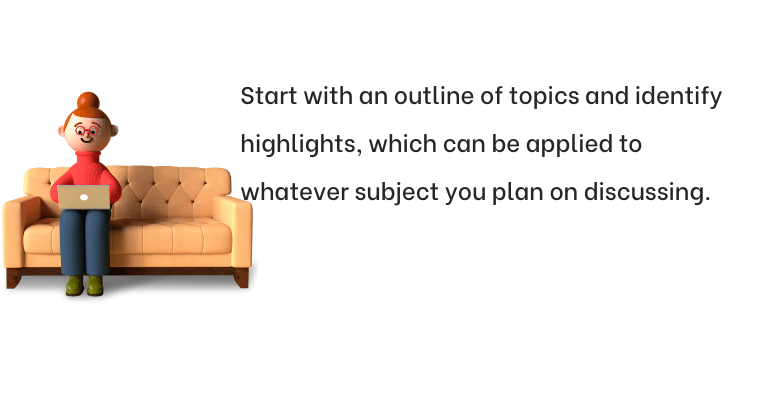 Start with an outline of topics and identify
highlights, which can be applied to
whatever subject you plan on discussing.